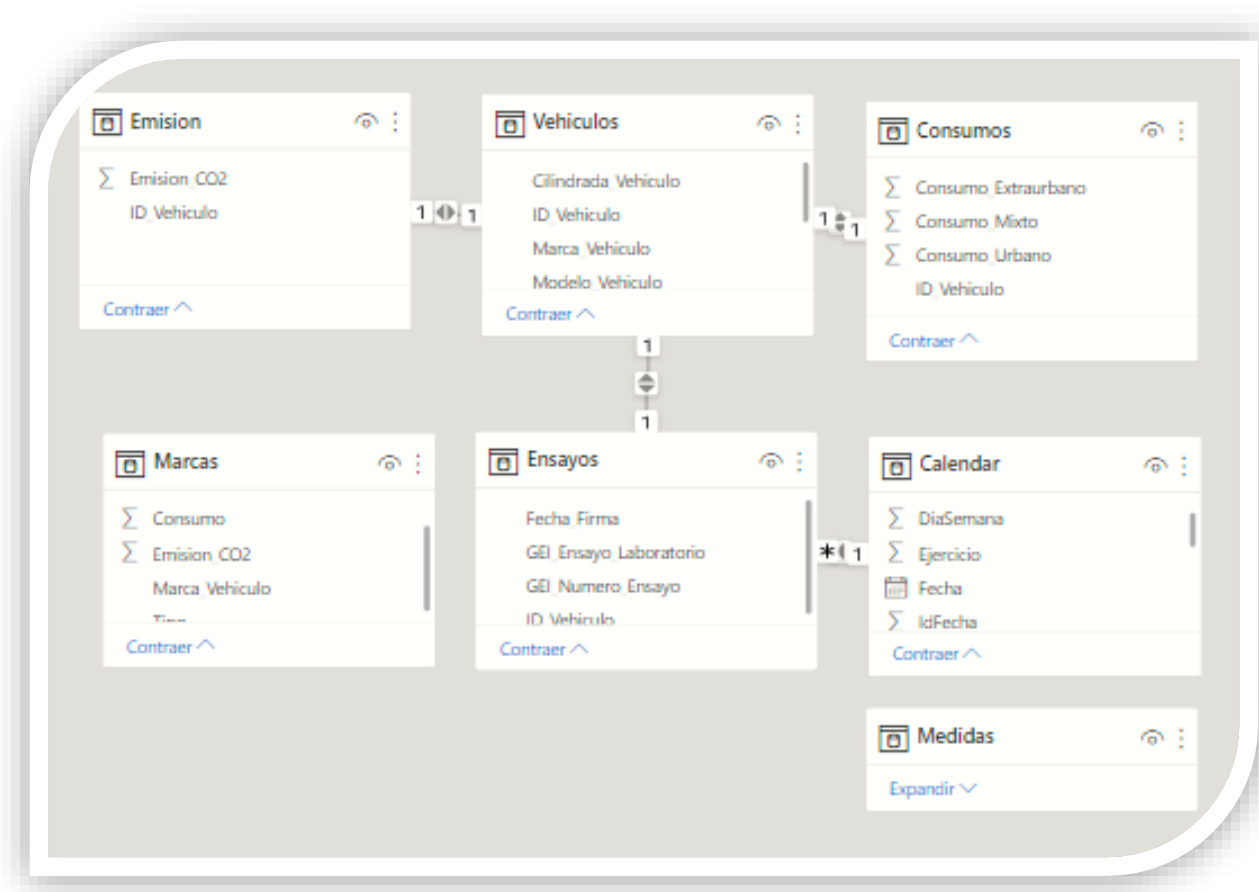 Emision
Emision_CO2
ID_Vehiculo
Contraer
1 1
Vehiculos
Cilindrada_Vehiculo
ID_Vehiculo
Marca_Vehiculo
Modelo_Vehiculo
Contraer
1 1
Consumos
Consumo_Extraurbano
Consumo_Mixto
Consumo_Urbano
ID_Vehiculo
Contraer
1
1
Marcas
Consumo
Emision_CO2
Marca_Vehiculo
Contraer
Ensayos
Fecha_Firma
GEI_Ensayo_Laboratorio
GEI_Numero_Ensayo
ID_Vehiculo
Contraer
* 1
Calendar
DiaSemana
Ejercicio
Fecha
IdFecha
Contraer
Medidas
Expandir